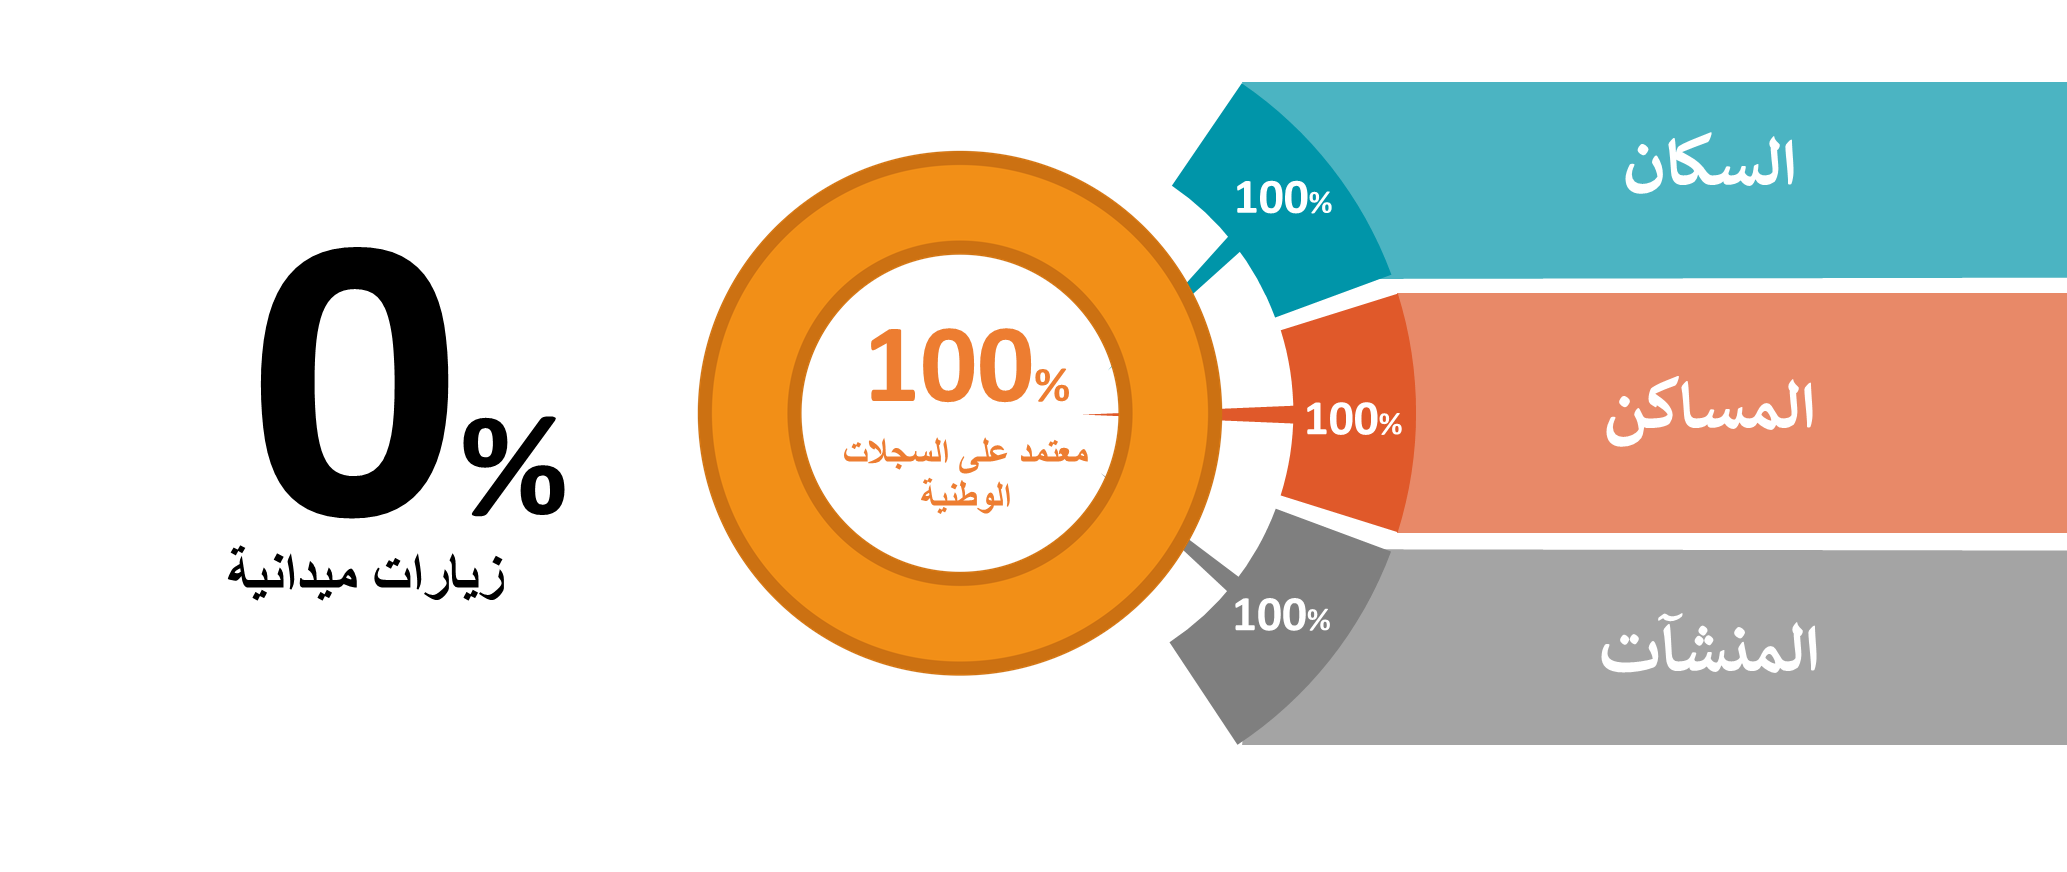 السكان
100%
المساكن
100%
المنشآت
100%
100%
معتمد على السجلات
الوطنية
0%
زيارات ميدانية